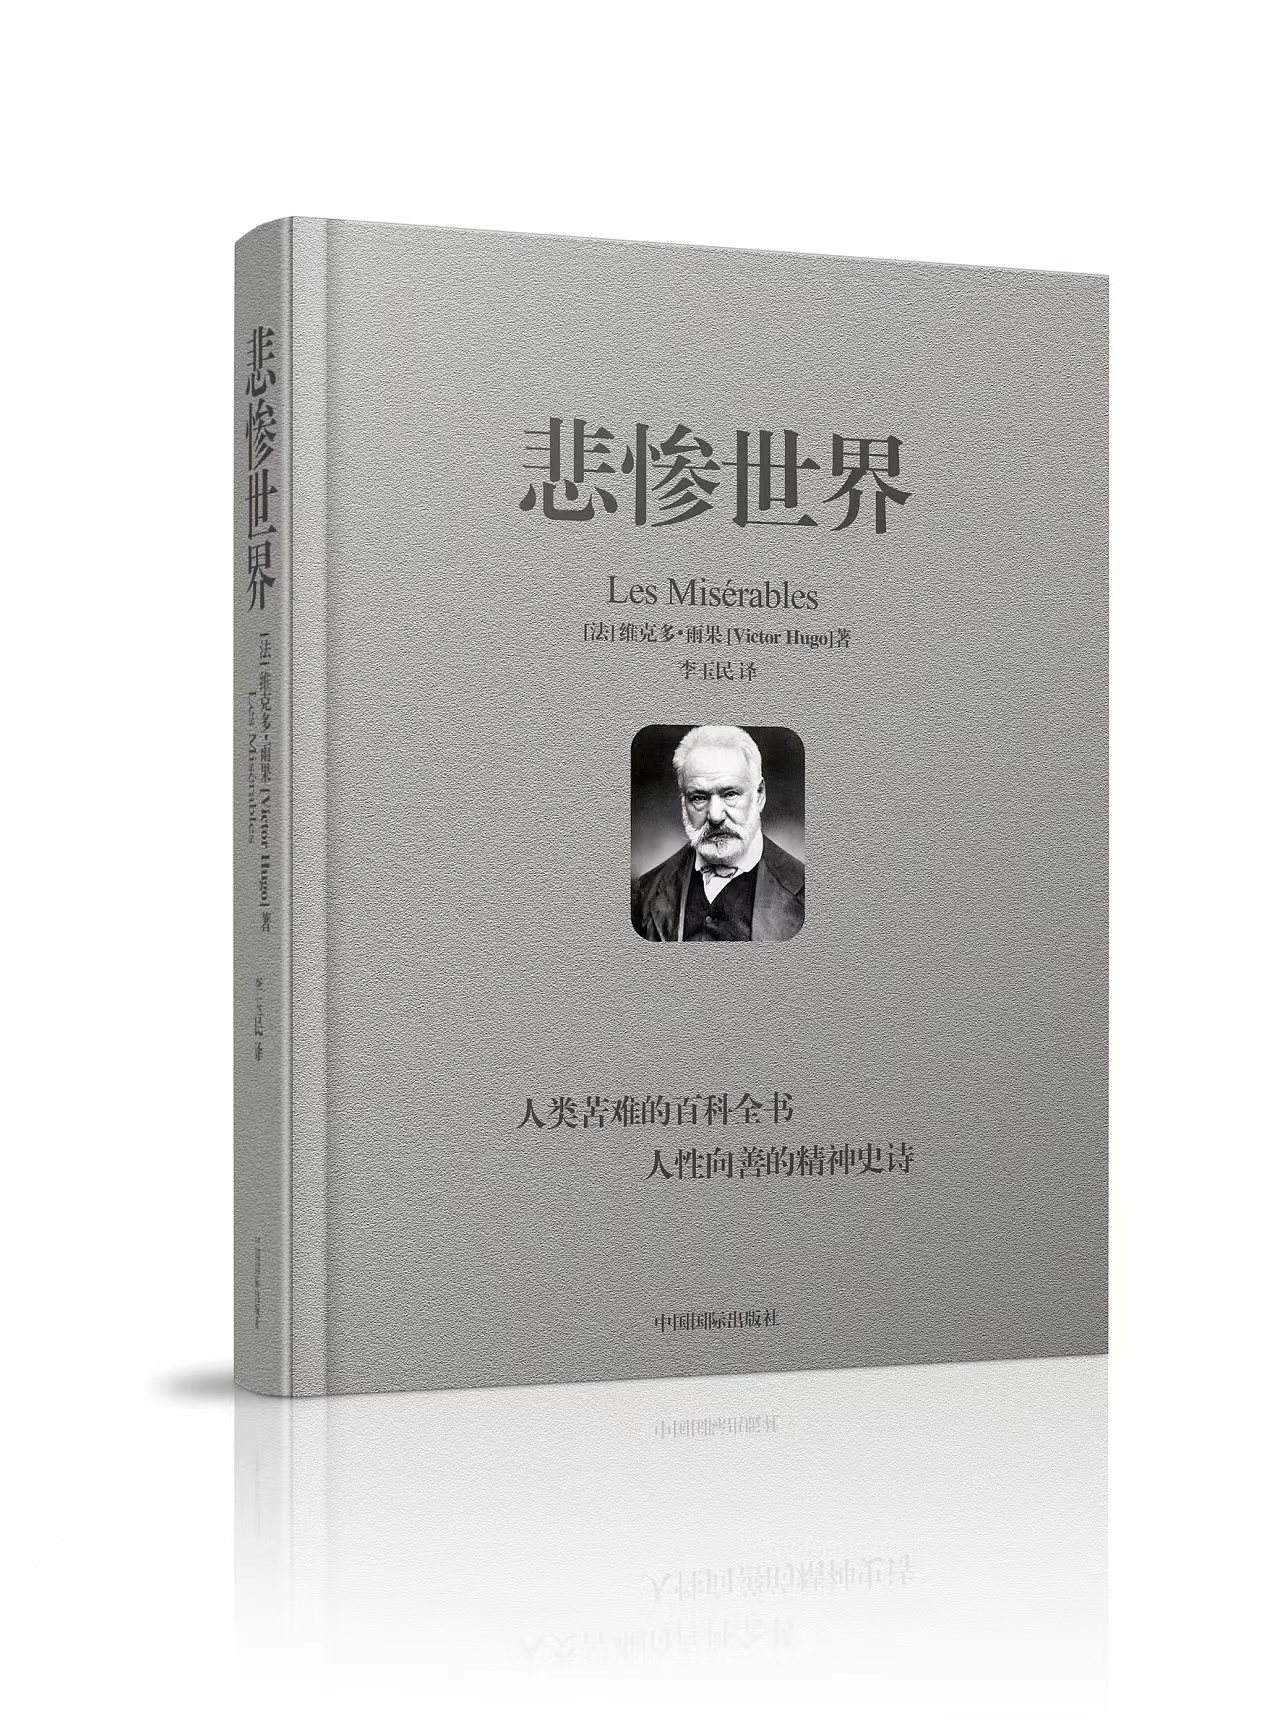 悲惨世界
Les Misérables
[法]维克多·雨果[Victor Hugo]著
李玉民 译
人类苦难的百科全书
人性向善的精神史诗
中国国际出版社
悲惨世界
[法]维克多·雨果[Victor Hugo]著
Les Misérables
李玉民 译